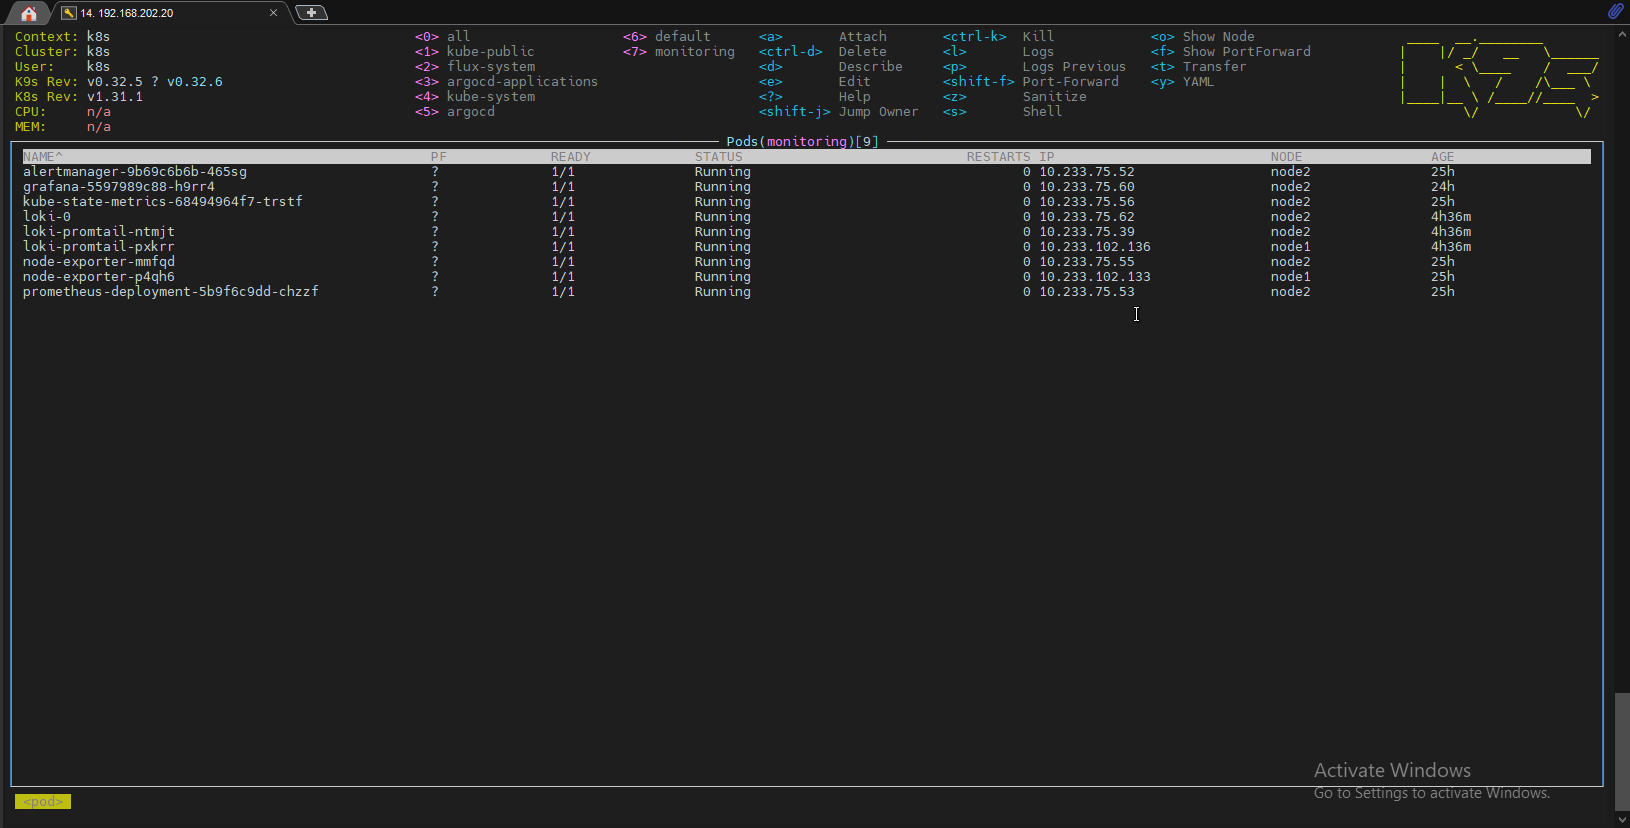 14. 192.168.202.20
Context: k8s <0> all <6> default <a> Attach <ctrl-k> Kill <o> Show Node
Cluster: k8s <1> kube-public <7> monitoring <ctrl-d> Delete <l> Logs <f> Show PortForward
User: k8s <2> flux-system <d> Describe <p> Logs Previous <t> Transfer
K9s Rev: v0.32.5 ? v0.32.6 <3> argocd-applications <e> Edit <shift-f> Port-Forward <y> YAML
K8s Rev: v1.31.1 <4> kube-system <?> Help <z> Sanitize
CPU: n/a <5> argocd <shift-j> Jump Owner <s> Shell
MEM: n/a
Pods(monitoring)[9]
NAME^ PF READY STATUS RESTARTS IP NODE AGE
alertmanager-9b69c6b6b-465sg ? 1/1 Running 0 10.233.75.52 node2 25h
grafana-5597989c88-h9rr4 ? 1/1 Running 0 10.233.75.60 node2 24h
kube-state-metrics-68494964f7-trstf ? 1/1 Running 0 10.233.75.56 node2 25h
loki-0 ? 1/1 Running 0 10.233.75.62 node2 4h36m
loki-promtail-ntmjt ? 1/1 Running 0 10.233.75.39 node2 4h36m
loki-promtail-pxkrr ? 1/1 Running 0 10.233.102.136 node1 4h36m
node-exporter-mmfqd ? 1/1 Running 0 10.233.75.55 node2 25h
node-exporter-p4qh6 ? 1/1 Running 0 10.233.102.133 node1 25h
prometheus-deployment-5b9f6c9dd-chzzf ? 1/1 Running 0 10.233.75.53 node2 25h
Activate Windows
Go to Settings to activate Windows.
<pod>